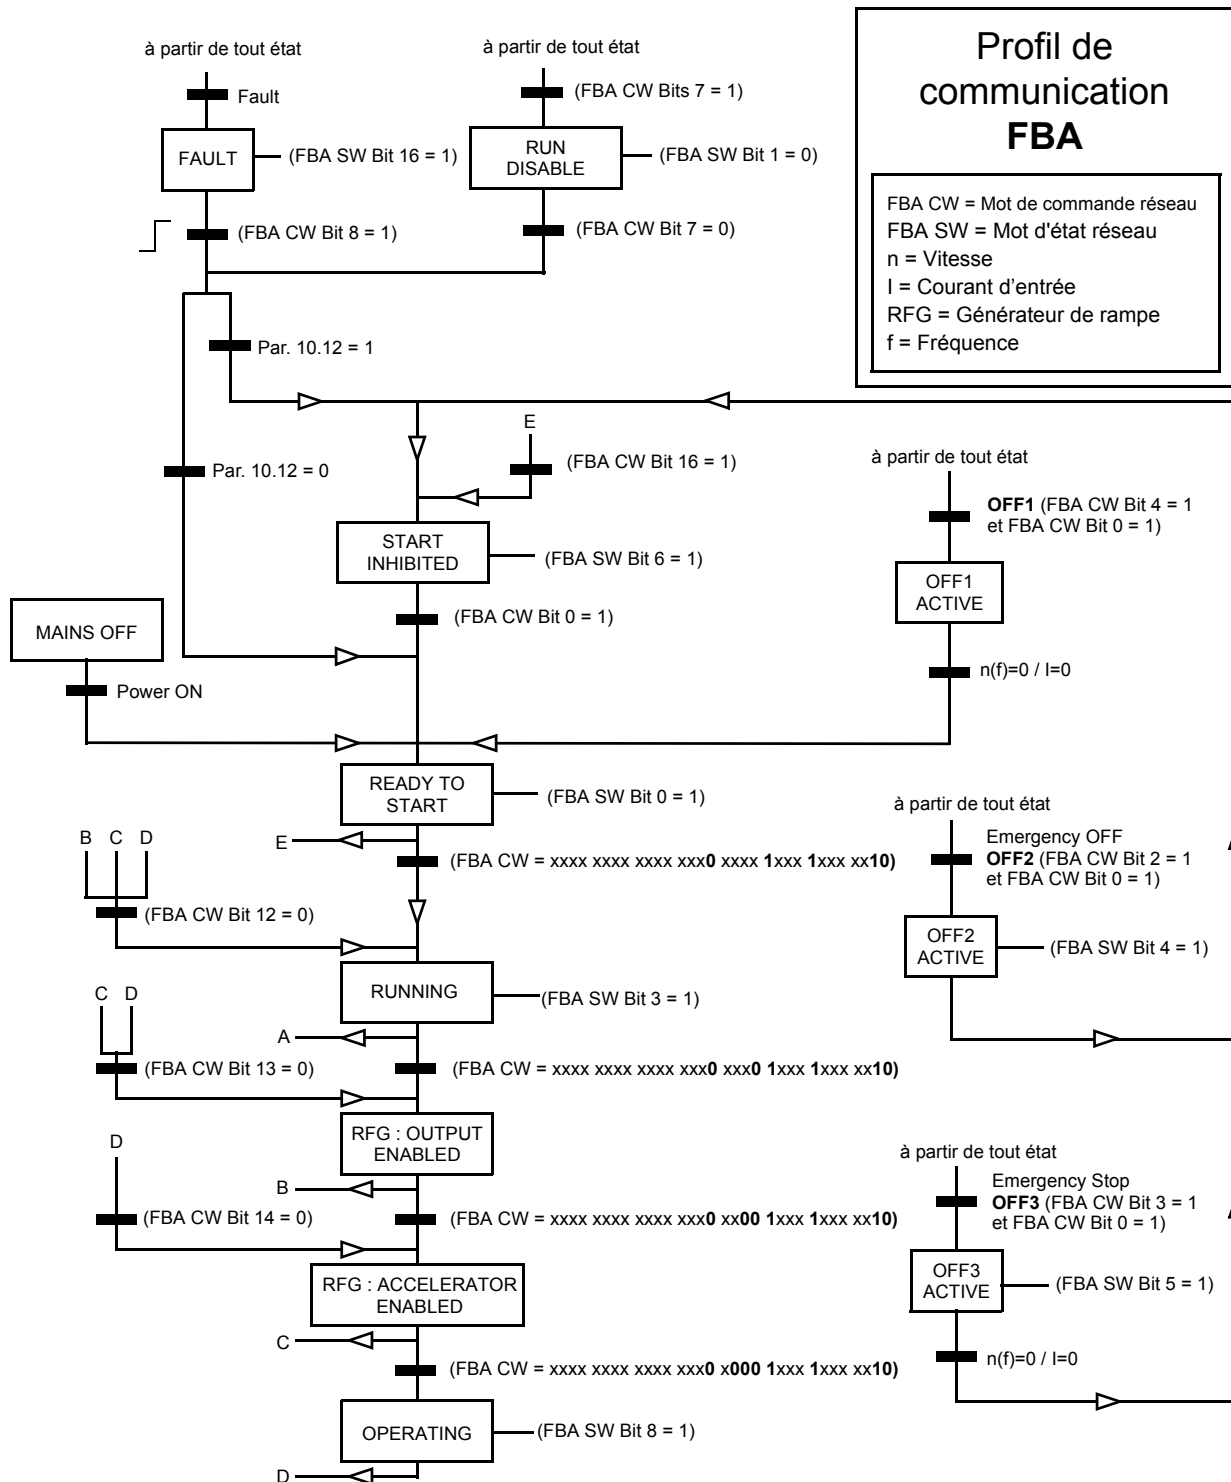 à partir de tout état
à partir de tout état
Profil de
communication
FBA
Fault
(FBA CW Bits 7 = 1)
FAULT
(FBA SW Bit 16 = 1)
RUN
DISABLE
(FBA SW Bit 1 = 0)
FBA CW = Mot de commande réseau
FBA SW = Mot d'état réseau
n = Vitesse
I = Courant d'entrée
RFG = Générateur de rampe
f = Fréquence
(FBA CW Bit 8 = 1)
(FBA CW Bit 7 = 0)
Par. 10.12 = 1
E
(FBA CW Bit 16 = 1)
Par. 10.12 = 0
à partir de tout état
OFF1 (FBA CW Bit 4 = 1
et FBA CW Bit 0 = 1)
START
INHIBITED
(FBA SW Bit 6 = 1)
OFF1
ACTIVE
(FBA CW Bit 0 = 1)
MAINS OFF
n(f)=0 / I=0
Power ON
READY TO
START
(FBA SW Bit 0 = 1)
à partir de tout état
B C D
E
(FBA CW = xxxx xxxx xxxx xxx0 xxxx 1xxx 1xxx xx10)
Emergency OFF
OFF2 (FBA CW Bit 2 = 1
et FBA CW Bit 0 = 1)
(FBA CW Bit 12 = 0)
OFF2
ACTIVE
(FBA SW Bit 4 = 1)
RUNNING
(FBA SW Bit 3 = 1)
C D
A
(FBA CW Bit 13 = 0)
(FBA CW = xxxx xxxx xxxx xxx0 xxx0 1xxx 1xxx xx10)
RFG : OUTPUT
ENABLED
D
à partir de tout état
B
Emergency Stop
OFF3 (FBA CW Bit 3 = 1
et FBA CW Bit 0 = 1)
(FBA CW Bit 14 = 0)
(FBA CW = xxxx xxxx xxxx xxx0 xx00 1xxx 1xxx xx10)
RFG : ACCELERATOR
ENABLED
OFF3
ACTIVE
(FBA SW Bit 5 = 1)
C
(FBA CW = xxxx xxxx xxxx xxx0 x000 1xxx 1xxx xx10)
n(f)=0 / I=0
OPERATING
(FBA SW Bit 8 = 1)
D